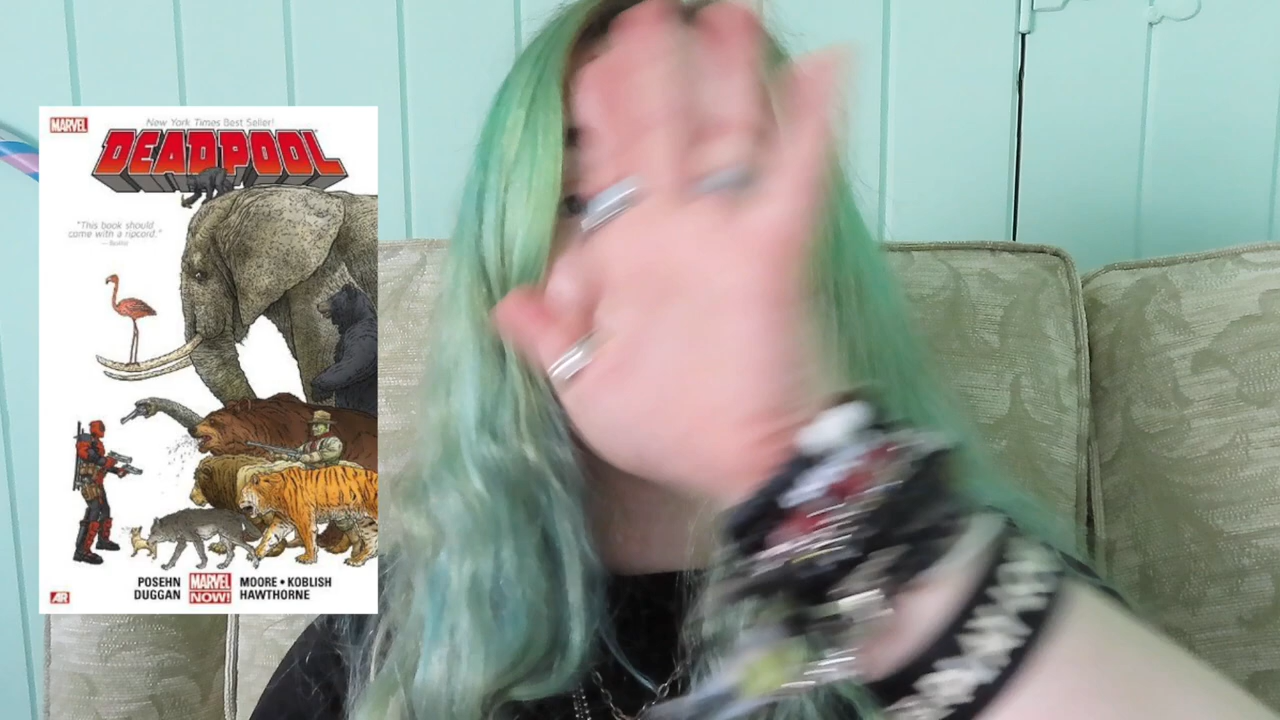 MARVEL
New York Times Best Seller!
DEADPOOL
"This book should
come with a ripcord."
POSEHN
DUGGAN
MARVEL
NOW!
MOORE • KOBLISH
HAWTHORNE
AR